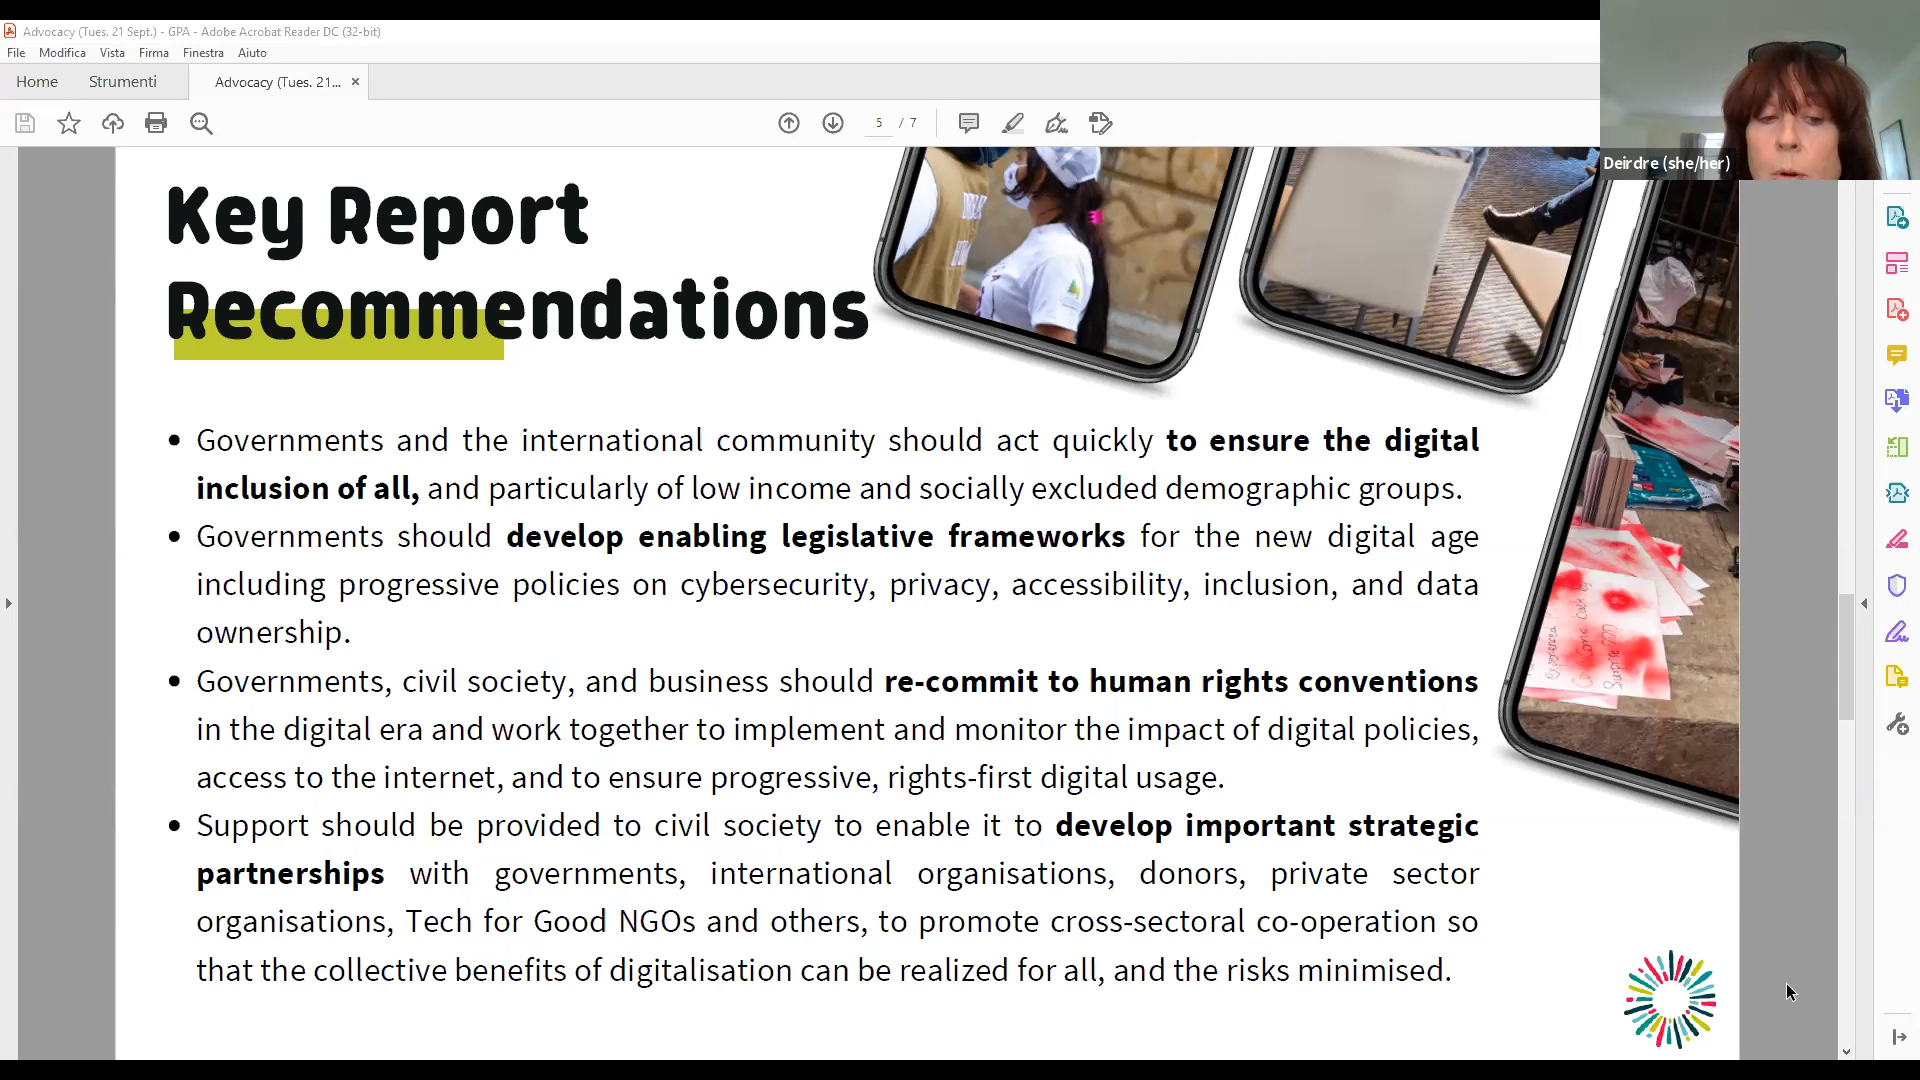 Advocacy (Tues. 21 Sept.) - GPA - Adobe Acrobat Reader DC (32-bit)
File Modifica Vista Firma Finestra Aiuto
Home Strumenti Advocacy (Tues. 21... ×
5 / 7
Deirdre (she/her)
Key Report
Recommendations
• Governments and the international community should act quickly to ensure the digital
inclusion of all, and particularly of low income and socially excluded demographic groups.
• Governments should develop enabling legislative frameworks for the new digital age
including progressive policies on cybersecurity, privacy, accessibility, inclusion, and data
ownership.
• Governments, civil society, and business should re-commit to human rights conventions
in the digital era and work together to implement and monitor the impact of digital policies,
access to the internet, and to ensure progressive, rights-first digital usage.
• Support should be provided to civil society to enable it to develop important strategic
partnerships with governments, international organisations, donors, private sector
organisations, Tech for Good NGOs and others, to promote cross-sectoral co-operation so
that the collective benefits of digitalisation can be realized for all, and the risks minimised.